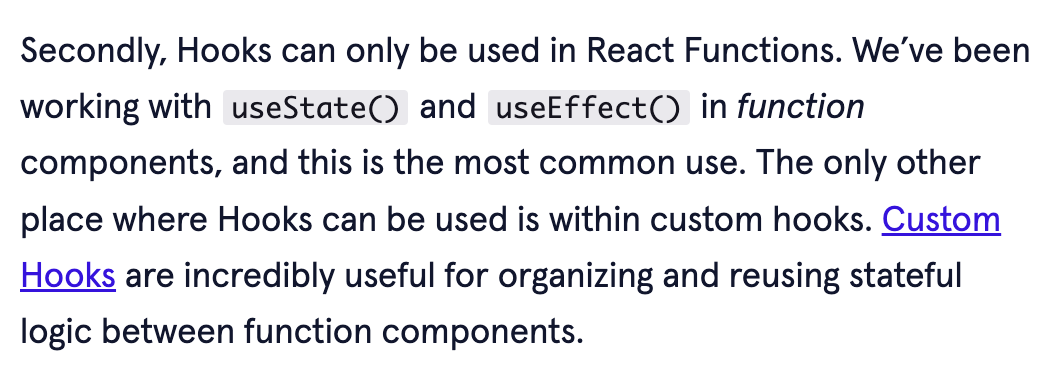 Secondly, Hooks can only be used in React Functions. We’ve been
working with useState() and useEffect() in function
components, and this is the most common use. The only other
place where Hooks can be used is within custom hooks. Custom
Hooks are incredibly useful for organizing and reusing stateful
logic between function components.